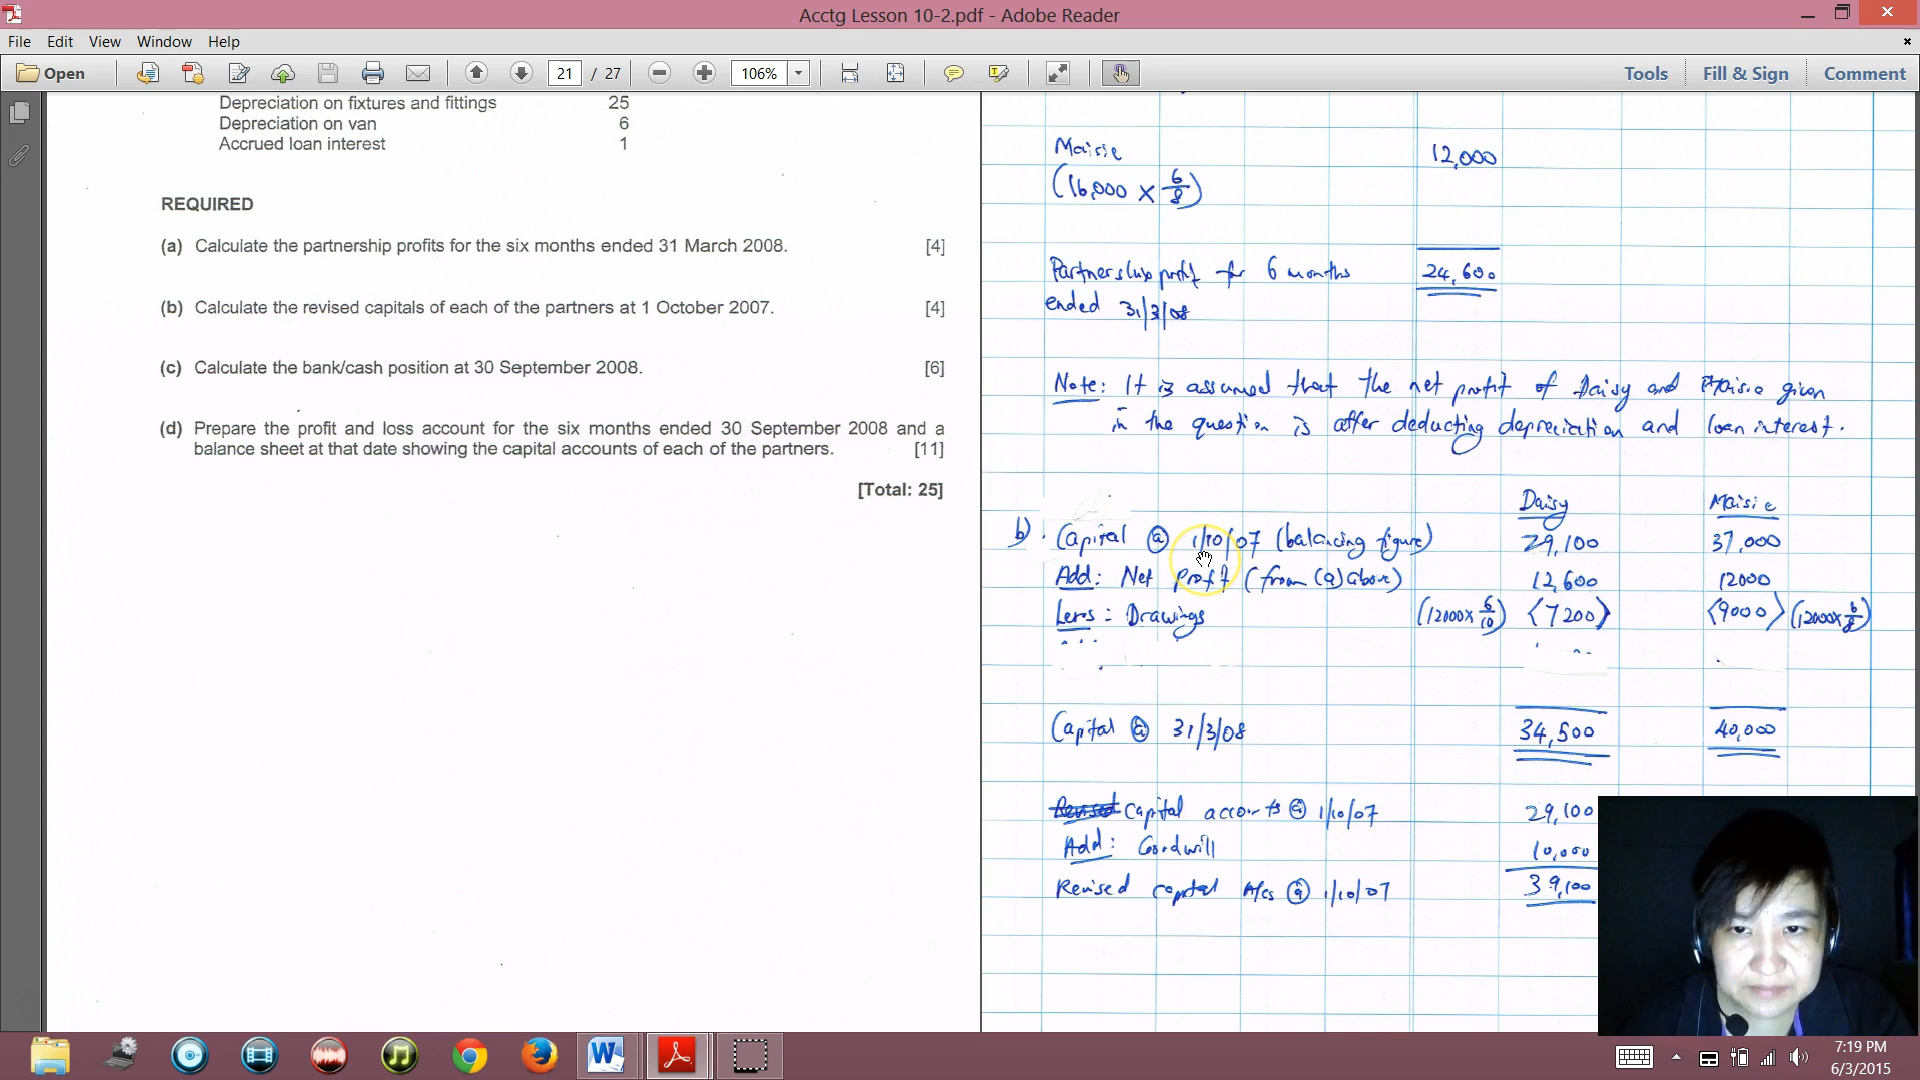 Acctg Lesson 10-2.pdf - Adobe Reader
File Edit View Window Help
Open 21 / 27 106% Tools Fill & Sign Comment
Depreciation on fixtures and fittings 25
Depreciation on van 6
Accrued loan interest 1
REQUIRED
(a) Calculate the partnership profits for the six months ended 31 March 2008. [4]
(b) Calculate the revised capitals of each of the partners at 1 October 2007. [4]
(c) Calculate the bank/cash position at 30 September 2008. [6]
(d) Prepare the profit and loss account for the six months ended 30 September 2008 and a
balance sheet at that date showing the capital accounts of each of the partners. [11]
[Total: 25]
Maisie 12,000
(16,000 × 6/8)
Partnership profit for 6 months 24,600
ended 31/3/08
Note: It is assumed that the net profit of Daisy and Maisie given
in the question is after deducting depreciation and loan interest.
Daisy Maisie
b) Capital @ 1/10/07 (balancing figure) 29,100 37,000
Add: Net Profit (from (a) above) 12,600 12000
Less: Drawings (12000 × 6/10) (7200) (9000) (12000 × 6/8)
Capital @ 31/3/08 34,500 40,000
Revised Capital accounts @ 1/10/07 29,100
Add: Goodwill 10,000
Revised capital A/cs @ 1/10/07 39,100
7:19 PM
6/3/2015